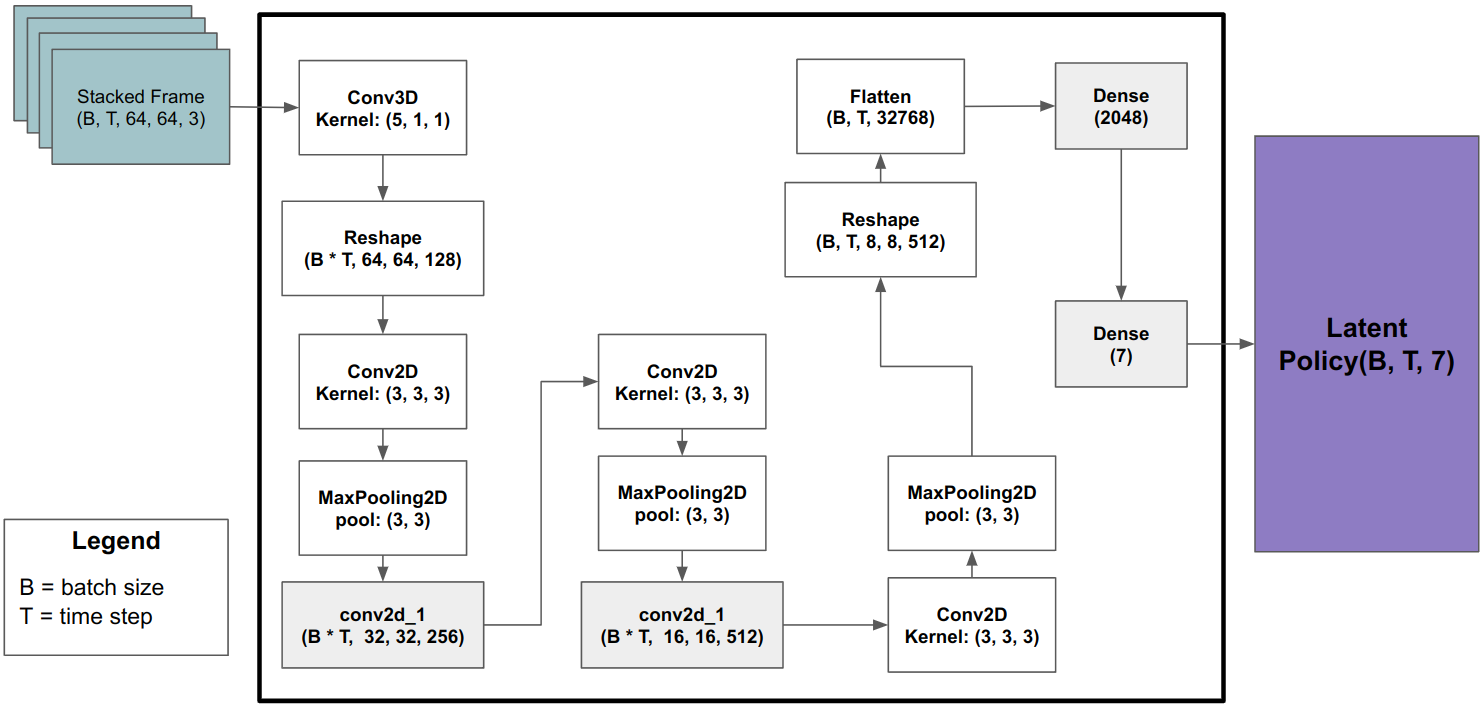 Stacked Frame
(B, T, 64, 64, 3)
Conv3D
Kernel: (5, 1, 1)
Reshape
(B * T, 64, 64, 128)
Conv2D
Kernel: (3, 3, 3)
MaxPooling2D
pool: (3, 3)
conv2d_1
(B * T,  32, 32, 256)
Conv2D
Kernel: (3, 3, 3)
MaxPooling2D
pool: (3, 3)
conv2d_1
(B * T,  16, 16, 512)
Conv2D
Kernel: (3, 3, 3)
MaxPooling2D
pool: (3, 3)
Reshape
(B, T, 8, 8, 512)
Flatten
(B, T, 32768)
Dense
(2048)
Dense
(7)
Latent
Policy(B, T, 7)
Legend
B = batch size
T = time step